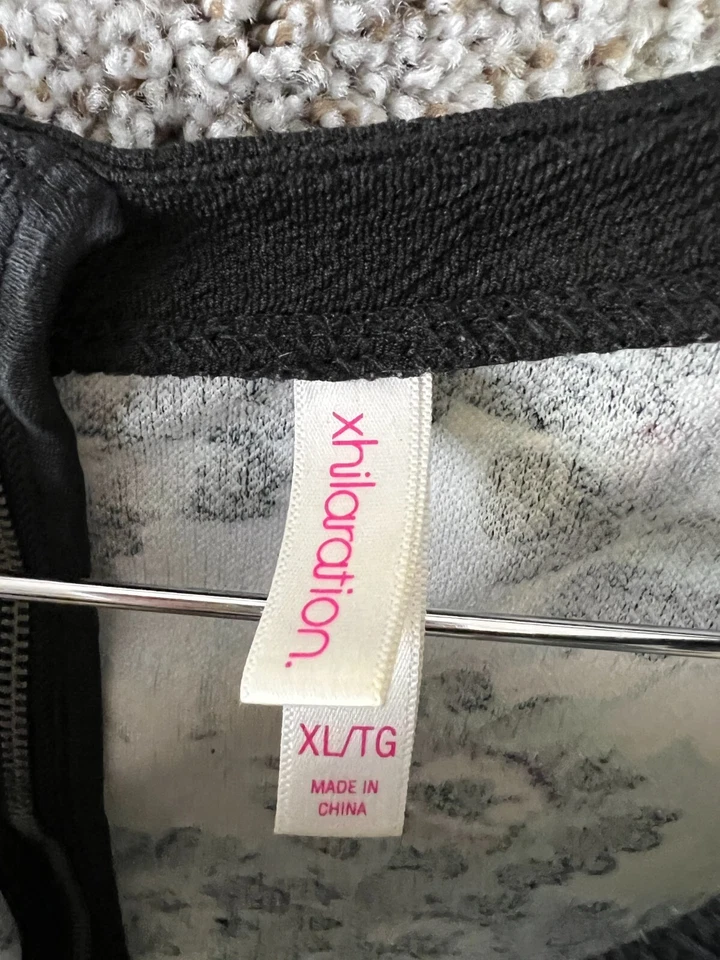 xhilaration.
XL/TG
MADE IN
CHINA